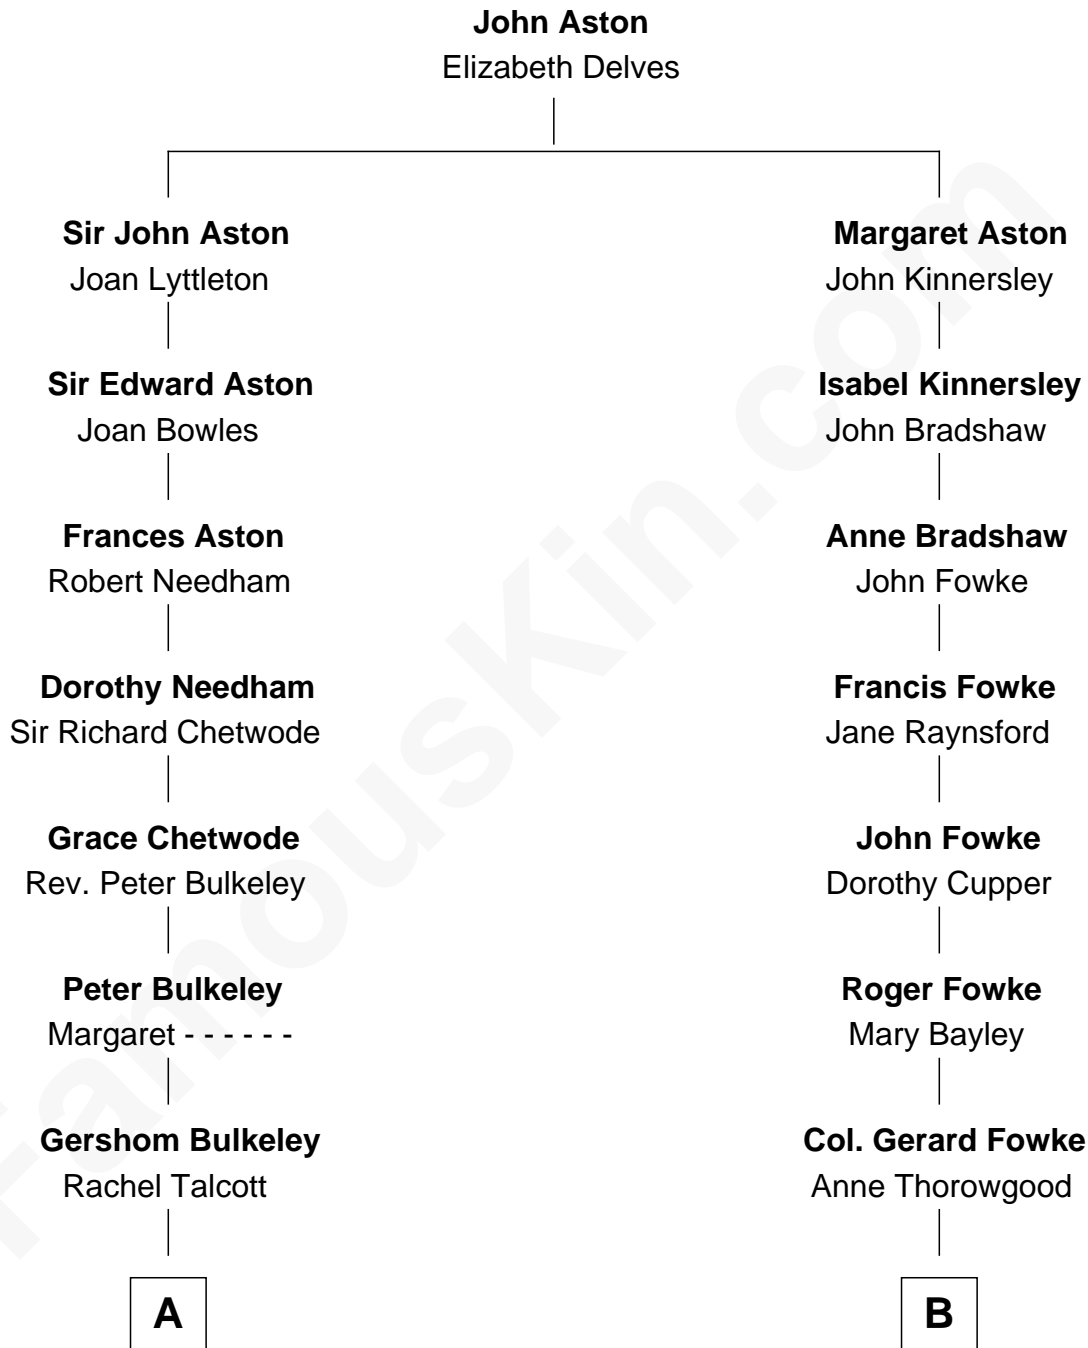 John Aston
Elizabeth Delves
Sir John Aston
Joan Lyttleton
Margaret Aston
John Kinnersley
Sir Edward Aston
Joan Bowles
Isabel Kinnersley
John Bradshaw
Frances Aston
Robert Needham
Anne Bradshaw
John Fowke
Dorothy Needham
Sir Richard Chetwode
Francis Fowke
Jane Raynsford
Grace Chetwode
Rev. Peter Bulkeley
John Fowke
Dorothy Cupper
Peter Bulkeley
Margaret - - - - - -
Roger Fowke
Mary Bayley
Gershom Bulkeley
Rachel Talcott
Col. Gerard Fowke
Anne Thorowgood
A
B
FamousKin.com